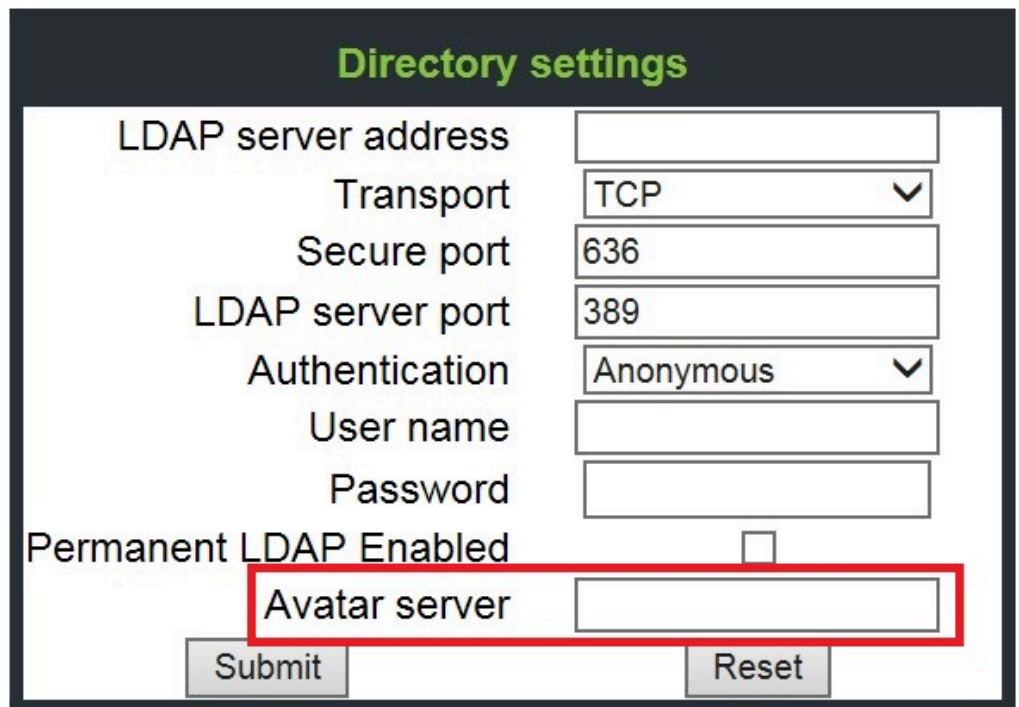 Directory settings
LDAP server address
Transport TCP
Secure port 636
LDAP server port 389
Authentication Anonymous
User name
Password
Permanent LDAP Enabled
Avatar server
Submit Reset